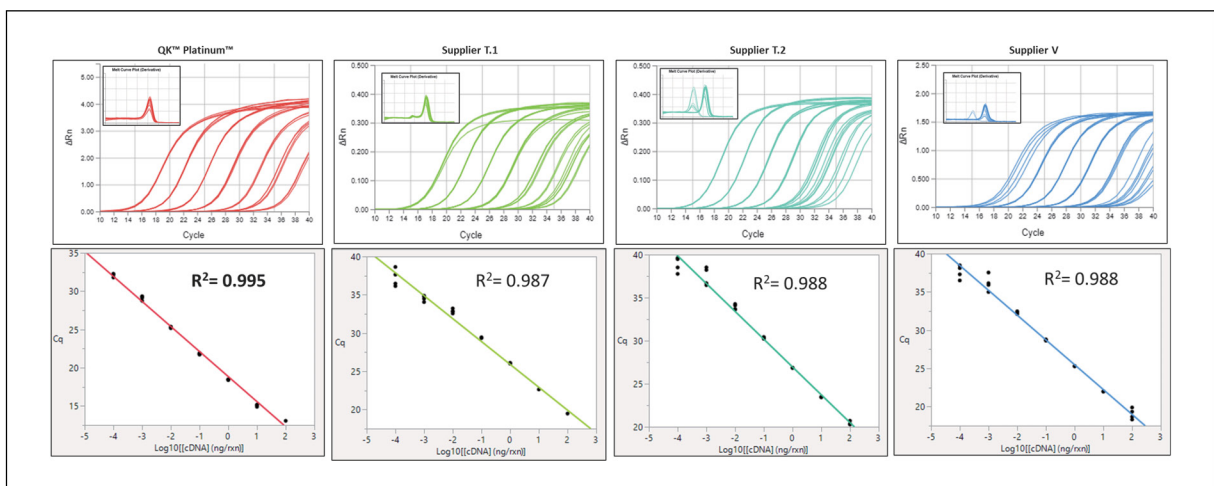 QK™ Platinum™
Melt Curve Plot (Derivative)
5.00
4.00
3.00
2.00
1.00
0.00
ΔRn
10 12 14 16 18 20 22 24 26 28 30 32 34 36 38 40
Cycle
Supplier T.1
Melt Curve Plot (Derivative)
0.500
0.400
0.300
0.200
0.100
0.000
ΔRn
10 12 14 16 18 20 22 24 26 28 30 32 34 36 38 40
Cycle
Supplier T.2
Melt Curve Plot (Derivative)
0.500
0.400
0.300
0.200
0.100
0.000
ΔRn
10 12 14 16 18 20 22 24 26 28 30 32 34 36 38 40
Cycle
Supplier V
Melt Curve Plot (Derivative)
2.50
2.00
1.50
1.00
0.500
0.00
ΔRn
10 12 14 16 18 20 22 24 26 28 30 32 34 36 38 40
Cycle
R²= 0.995
35
30
25
20
15
Cq
-5 -4 -3 -2 -1 0 1 2 3
Log10[[cDNA] (ng/rxn)]
R²= 0.987
40
35
30
25
20
Cq
-5 -4 -3 -2 -1 0 1 2 3
Log10[[cDNA] (ng/rxn)]
R²= 0.988
40
35
30
25
20
Cq
-5 -4 -3 -2 -1 0 1 2 3
Log10[[cDNA] (ng/rxn)]
R²= 0.988
40
35
30
25
20
Cq
-5 -4 -3 -2 -1 0 1 2 3
Log10[[cDNA] (ng/rxn)]